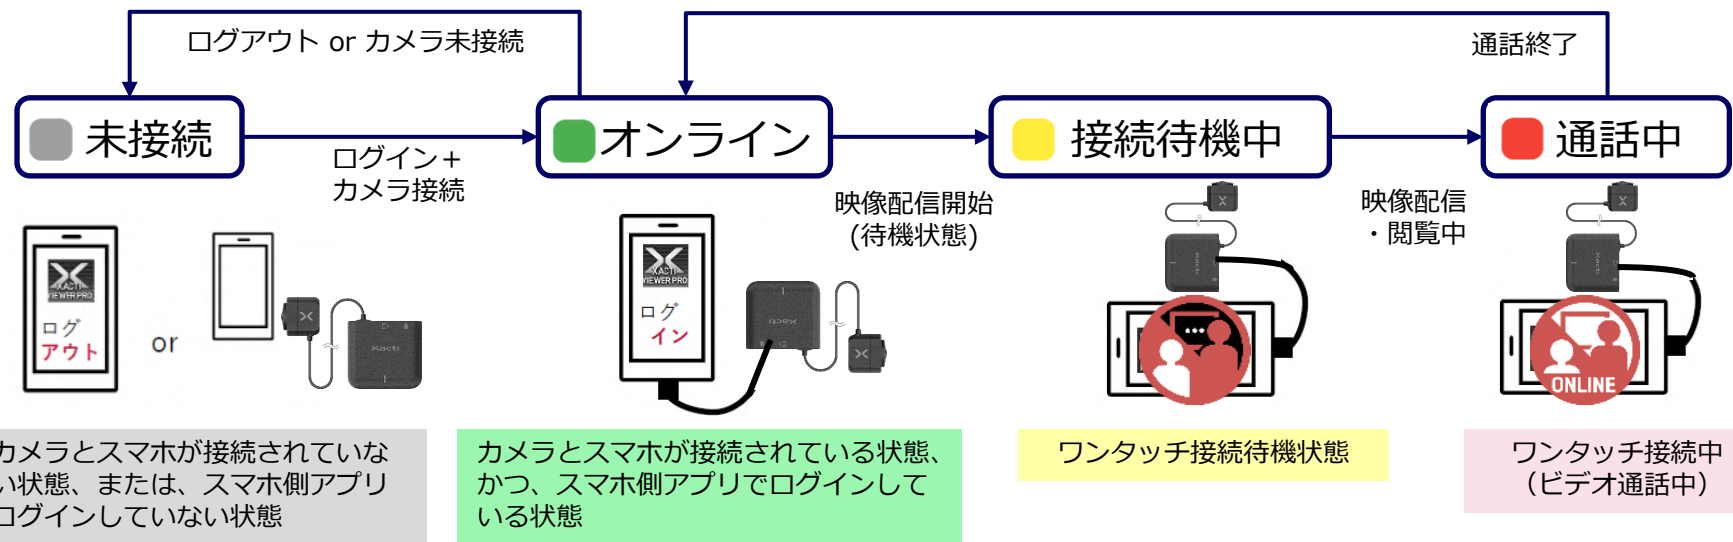 ログアウト or カメラ未接続
通話終了
未接続
ログイン＋
カメラ接続
オンライン
映像配信開始
(待機状態)
接続待機中
映像配信
・閲覧中
通話中
XACTI
VIEWER PRO
ログ
アウト
or
Xacti
XACTI
VIEWER PRO
ログ
イン
Xacti
Xacti
Xacti
ONLINE
カメラとスマホが接続されていな
い状態、または、スマホ側アプリ
ログインしていない状態
カメラとスマホが接続されている状態、
かつ、スマホ側アプリでログインして
いる状態
ワンタッチ接続待機状態
ワンタッチ接続中
（ビデオ通話中）